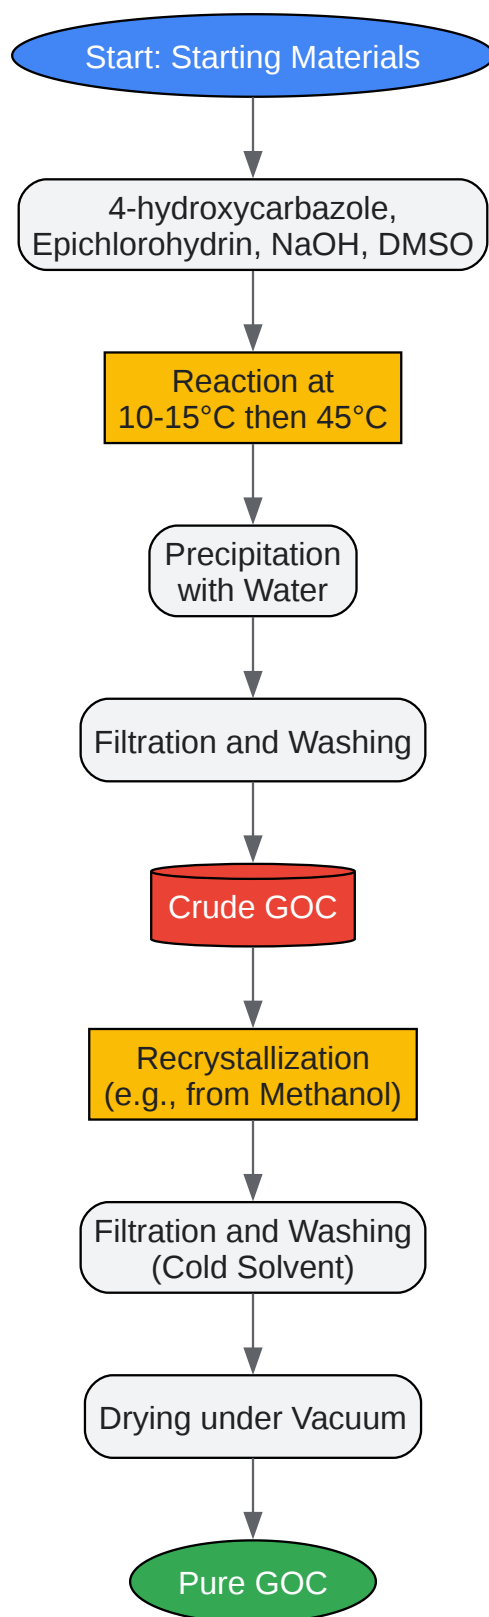 Start: Starting Materials
4-hydroxycarbazole,
Epichlorohydrin, NaOH, DMSO
Reaction at
10-15°C then 45°C
Precipitation
with Water
Filtration and Washing
Crude GOC
Recrystallization
(e.g., from Methanol)
Filtration and Washing
(Cold Solvent)
Drying under Vacuum
Pure GOC